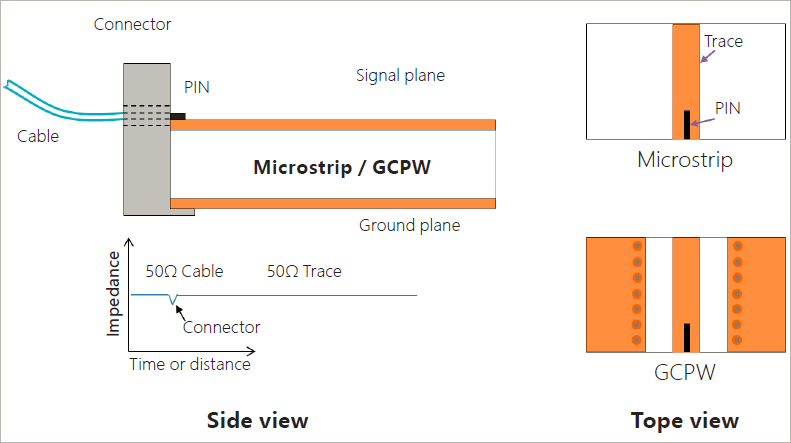 Connector
PIN
Signal plane
Cable
Microstrip / GCPW
Ground plane
Impedance
50Ω Cable
50Ω Trace
Connector
Time or distance
Side view
Trace
PIN
Microstrip
GCPW
Tope view